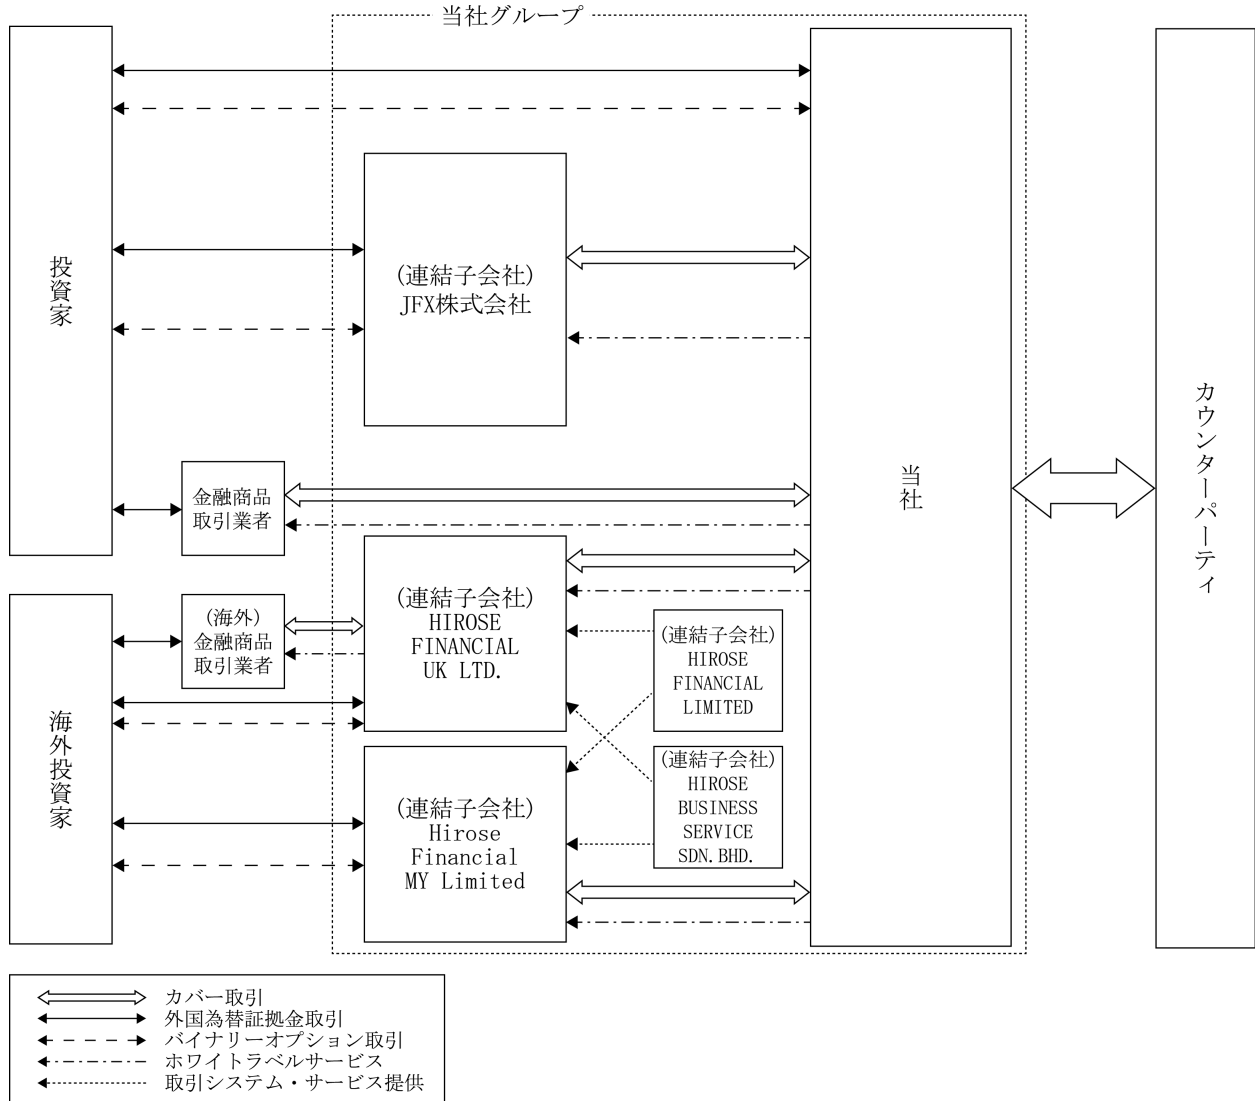 当社グループ
投資家
(連結子会社)
JFX株式会社
金融商品
取引業者
当社
カウンターパーティ
(連結子会社)
HIROSE
FINANCIAL
UK LTD.
(海外)
金融商品
取引業者
(連結子会社)
HIROSE
FINANCIAL
LIMITED
海外投資家
(連結子会社)
Hirose
Financial
MY Limited
(連結子会社)
HIROSE
BUSINESS
SERVICE
SDN.BHD.
カバー取引
外国為替証拠金取引
バイナリーオプション取引
ホワイトラベルサービス
取引システム・サービス提供